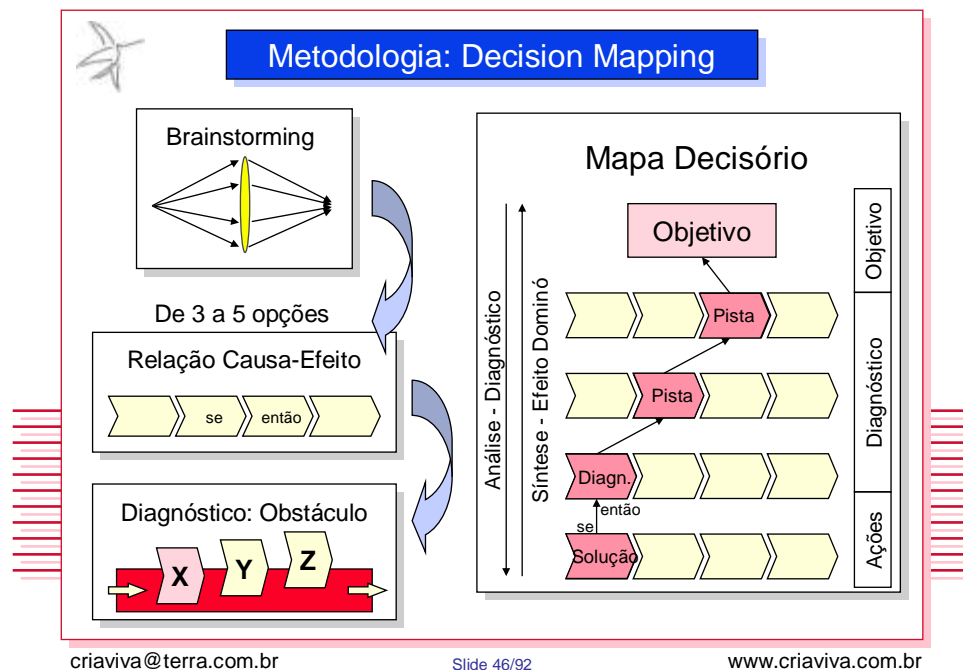 Metodologia: Decision Mapping
Brainstorming
De 3 a 5 opções
Relação Causa-Efeito
se
então
Diagnóstico: Obstáculo
X
Y
Z
Mapa Decisório
Análise - Diagnóstico
Síntese - Efeito Dominó
Objetivo
Pista
Pista
Diagn.
se
então
Solução
Objetivo
Diagnóstico
Ações
criaviva@terra.com.br
Slide 46/92
www.criaviva.com.br